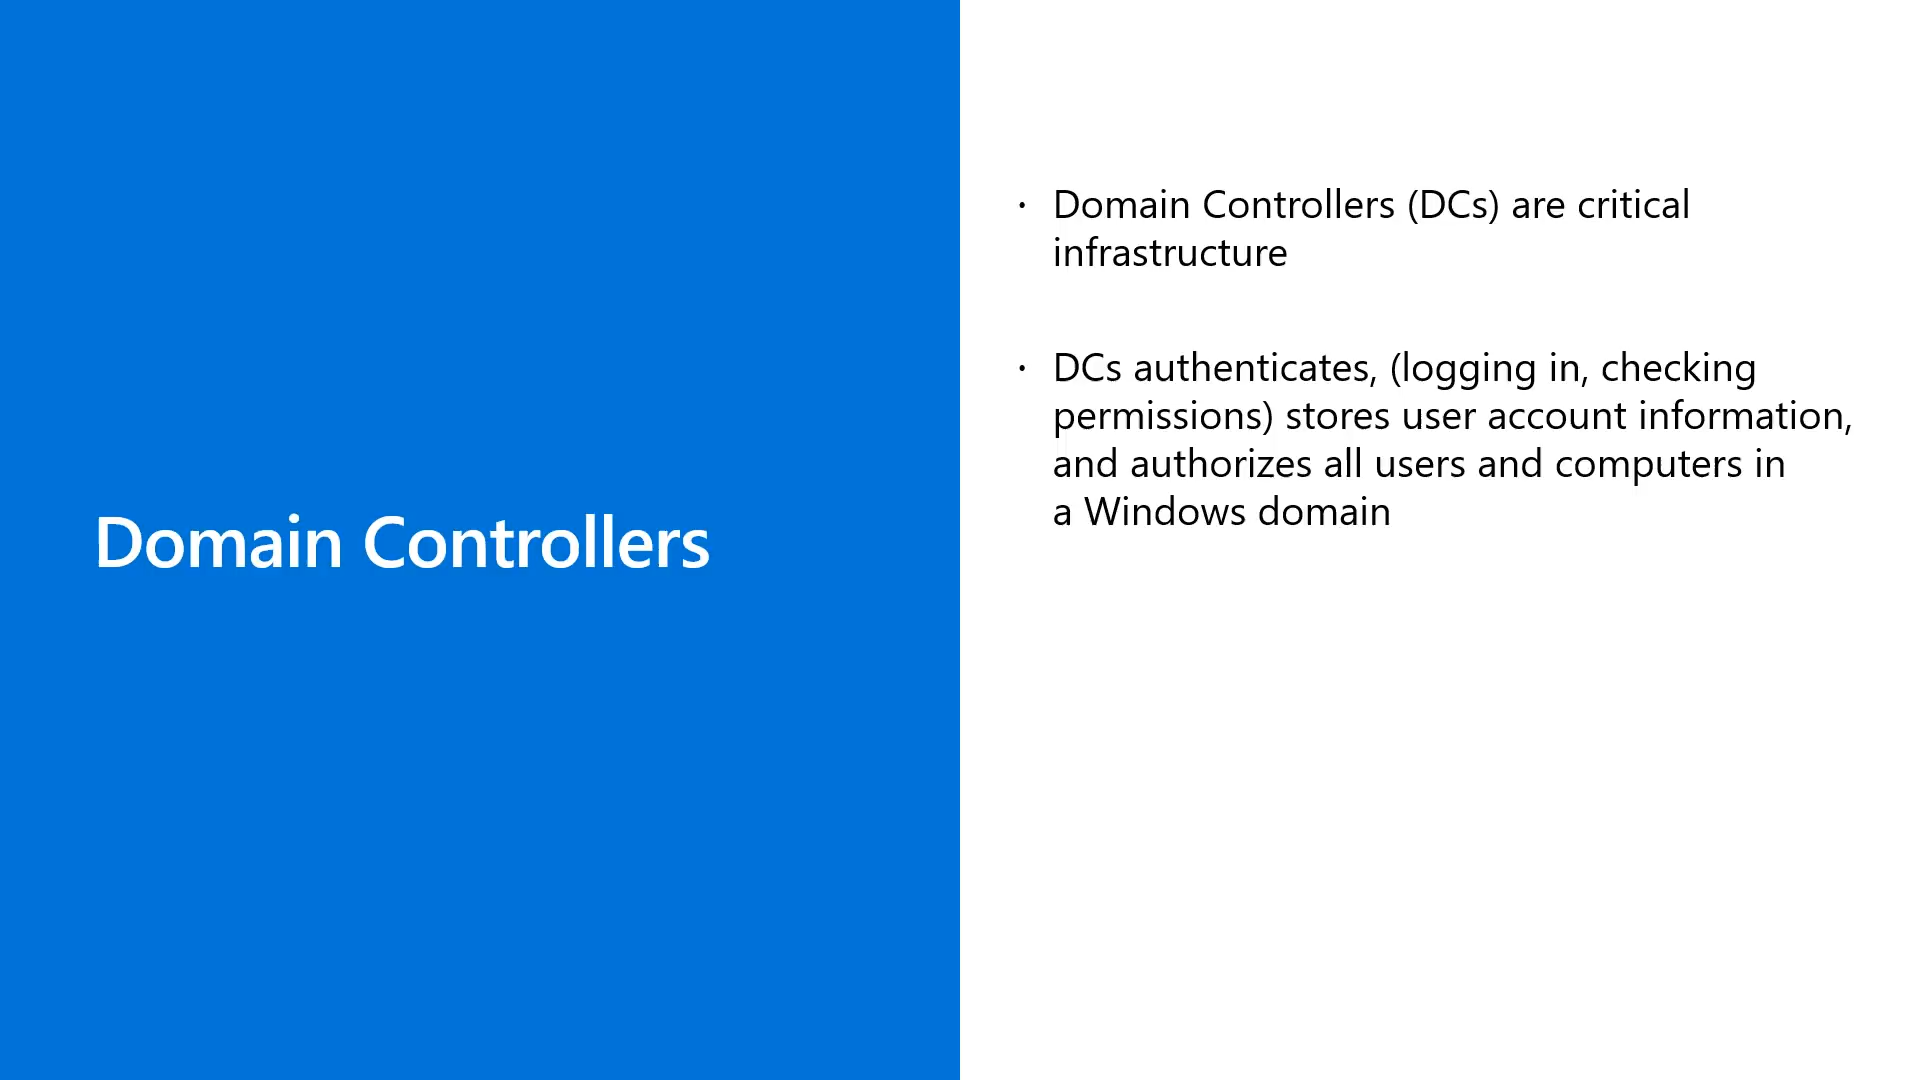 Domain Controllers
• Domain Controllers (DCs) are critical
infrastructure
• DCs authenticates, (logging in, checking
permissions) stores user account information,
and authorizes all users and computers in
a Windows domain